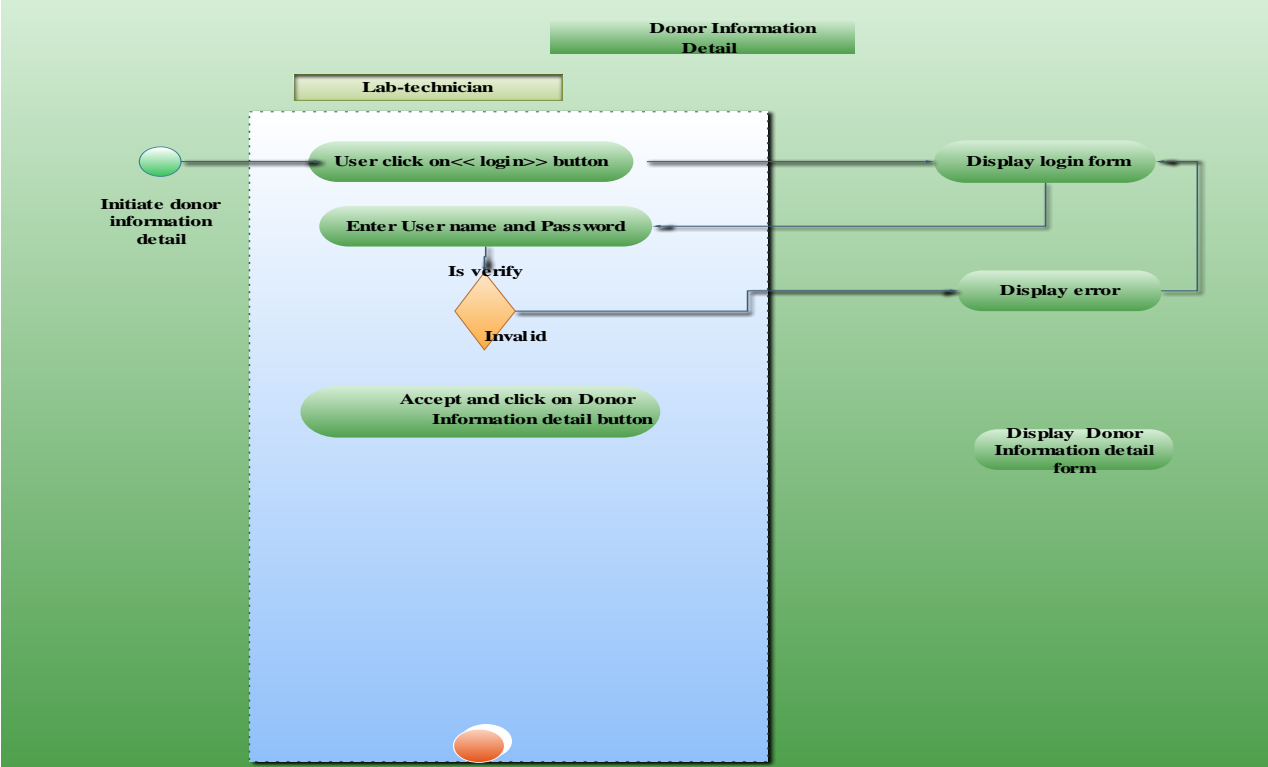 Donor Information
Detail
Lab-technician
User click on<< login>> button
Display login form
Initiate donor
information
detail
Enter User name and Password
Is verify
Display error
Invalid
Accept and click on Donor
Information detail button
Display Donor
Information detail
form